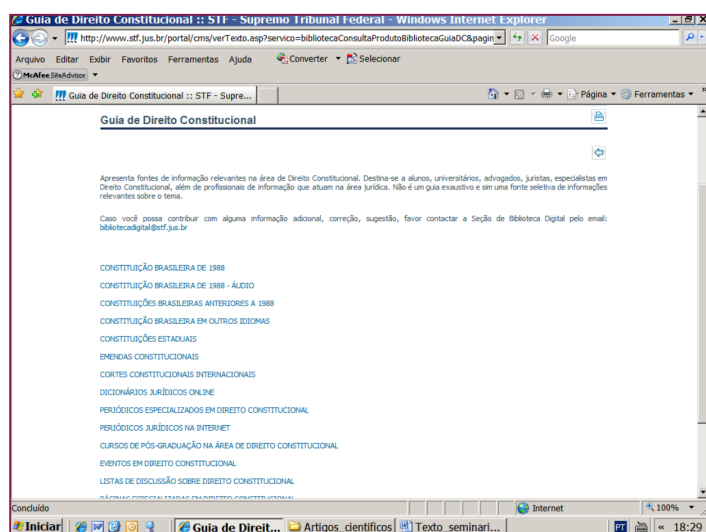 Guia de Direito Constitucional :: STF - Supremo Tribunal Federal - Windows Internet Explorer
http://www.stf.jus.br/portal/cms/verTexto.asp?servico=bibliotecaConsultaProdutoBibliotecaGuiaDC&pagin
Google
Arquivo Editar Exibir Favoritos Ferramentas Ajuda Converter Selecionar
McAfee SiteAdvisor
Guia de Direito Constitucional :: STF - Supre... Página Ferramentas
Guia de Direito Constitucional
Apresenta fontes de informação relevantes na área de Direito Constitucional. Destina-se a alunos, universitários, advogados, juristas, especialistas em
Direito Constitucional, além de profissionais de informação que atuam na área jurídica. Não é um guia exaustivo e sim uma fonte seletiva de informações
relevantes sobre o tema.
Caso você possa contribuir com alguma informação adicional, correção, sugestão, favor contactar a Seção de Biblioteca Digital pelo email:
bibliotecadigital@stf.jus.br
CONSTITUIÇÃO BRASILEIRA DE 1988
CONSTITUIÇÃO BRASILEIRA DE 1988 - ÁUDIO
CONSTITUIÇÕES BRASILEIRAS ANTERIORES A 1988
CONSTITUIÇÃO BRASILEIRA EM OUTROS IDIOMAS
CONSTITUIÇÕES ESTADUAIS
EMENDAS CONSTITUCIONAIS
CORTES CONSTITUCIONAIS INTERNACIONAIS
DICIONÁRIOS JURÍDICOS ONLINE
PERIÓDICOS ESPECIALIZADOS EM DIREITO CONSTITUCIONAL
PERIÓDICOS JURÍDICOS NA INTERNET
CURSOS DE PÓS-GRADUAÇÃO NA ÁREA DE DIREITO CONSTITUCIONAL
EVENTOS EM DIREITO CONSTITUCIONAL
LISTAS DE DISCUSSÃO SOBRE DIREITO CONSTITUCIONAL
PÁGINAS ESPECIALIZADAS EM DIREITO CONSTITUCIONAL
Concluído Internet 100%
Iniciar Guia de Direit... Artigos_cientificos Texto_seminari... PT « 18:29